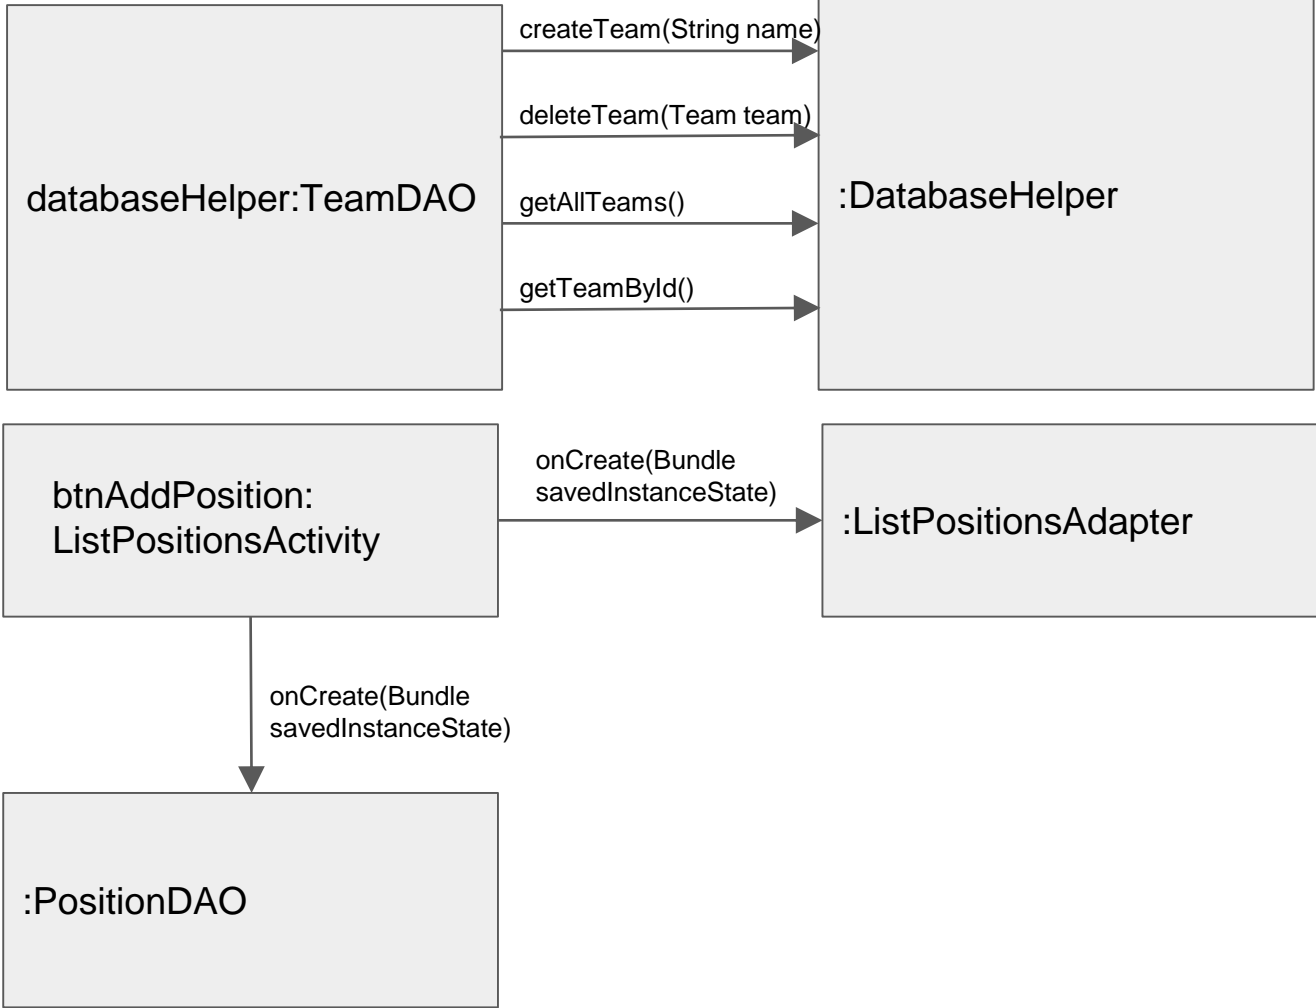 createTeam(String name)
deleteTeam(Team team)
databaseHelper:TeamDAO
getAllTeams()
:DatabaseHelper
getTeamById()
btnAddPosition:
ListPositionsActivity
onCreate(Bundle
savedInstanceState)
:ListPositionsAdapter
onCreate(Bundle
savedInstanceState)
:PositionDAO